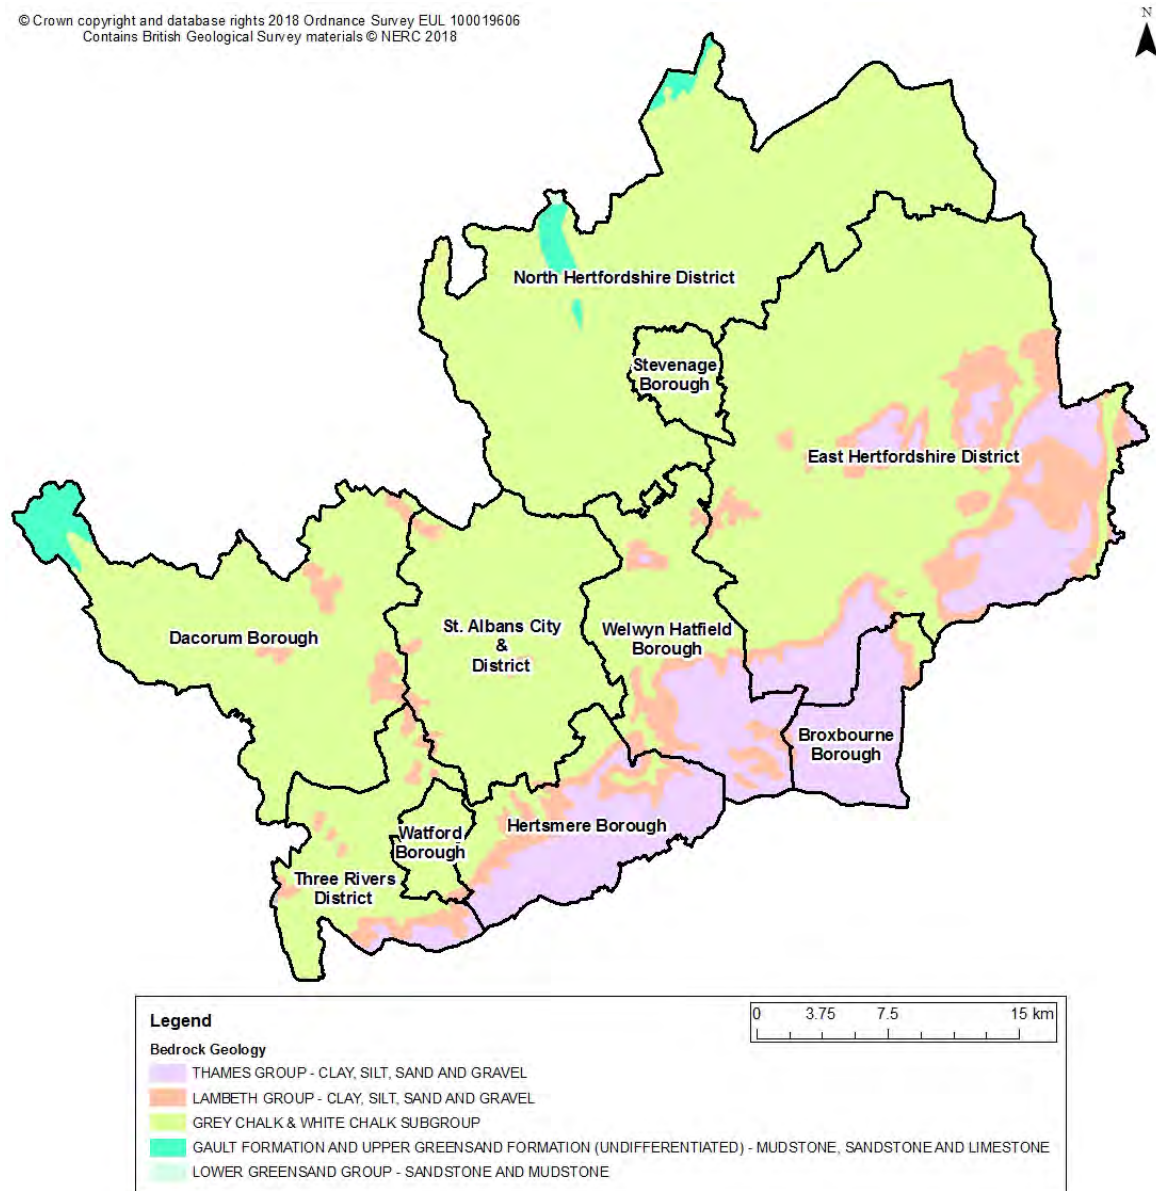 © Crown copyright and database rights 2018 Ordnance Survey EUL 100019606
Contains British Geological Survey materials © NERC 2018
N
North Hertfordshire District
Stevenage
Borough
East Hertfordshire District
Dacorum Borough
St. Albans City
&
District
Welwyn Hatfield
Borough
Broxbourne
Borough
Hertsmere Borough
Watford
Borough
Three Rivers
District
Legend
0 3.75 7.5 15 km
Bedrock Geology
THAMES GROUP - CLAY, SILT, SAND AND GRAVEL
LAMBETH GROUP - CLAY, SILT, SAND AND GRAVEL
GREY CHALK & WHITE CHALK SUBGROUP
GAULT FORMATION AND UPPER GREENSAND FORMATION (UNDIFFERENTIATED) - MUDSTONE, SANDSTONE AND LIMESTONE
LOWER GREENSAND GROUP - SANDSTONE AND MUDSTONE